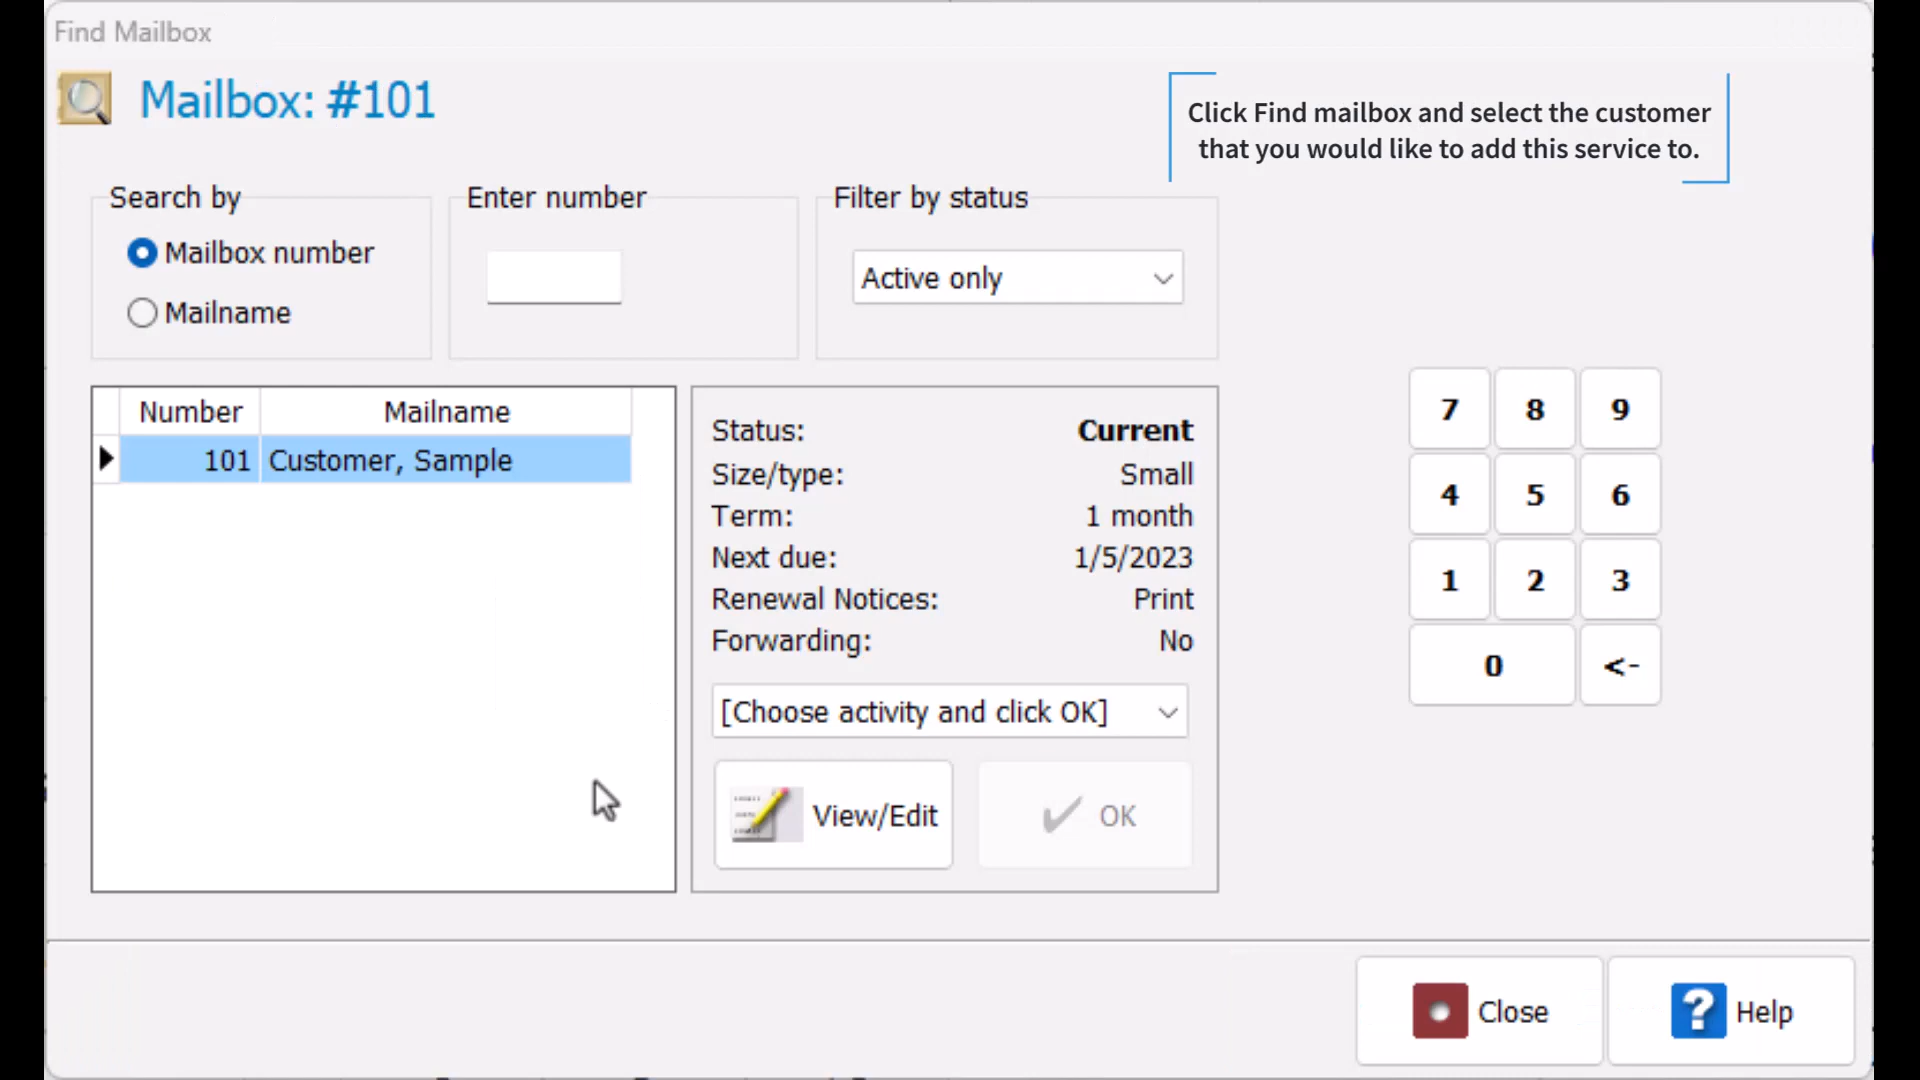 Find Mailbox
Mailbox: #101
Click Find mailbox and select the customer
that you would like to add this service to.
Search by
Mailbox number
Mailname
Enter number
Filter by status
Active only
Number Mailname
101 Customer, Sample
Status: Current
Size/type: Small
Term: 1 month
Next due: 1/5/2023
Renewal Notices: Print
Forwarding: No
[Choose activity and click OK]
View/Edit
OK
7 8 9
4 5 6
1 2 3
0 <-
Close
? Help